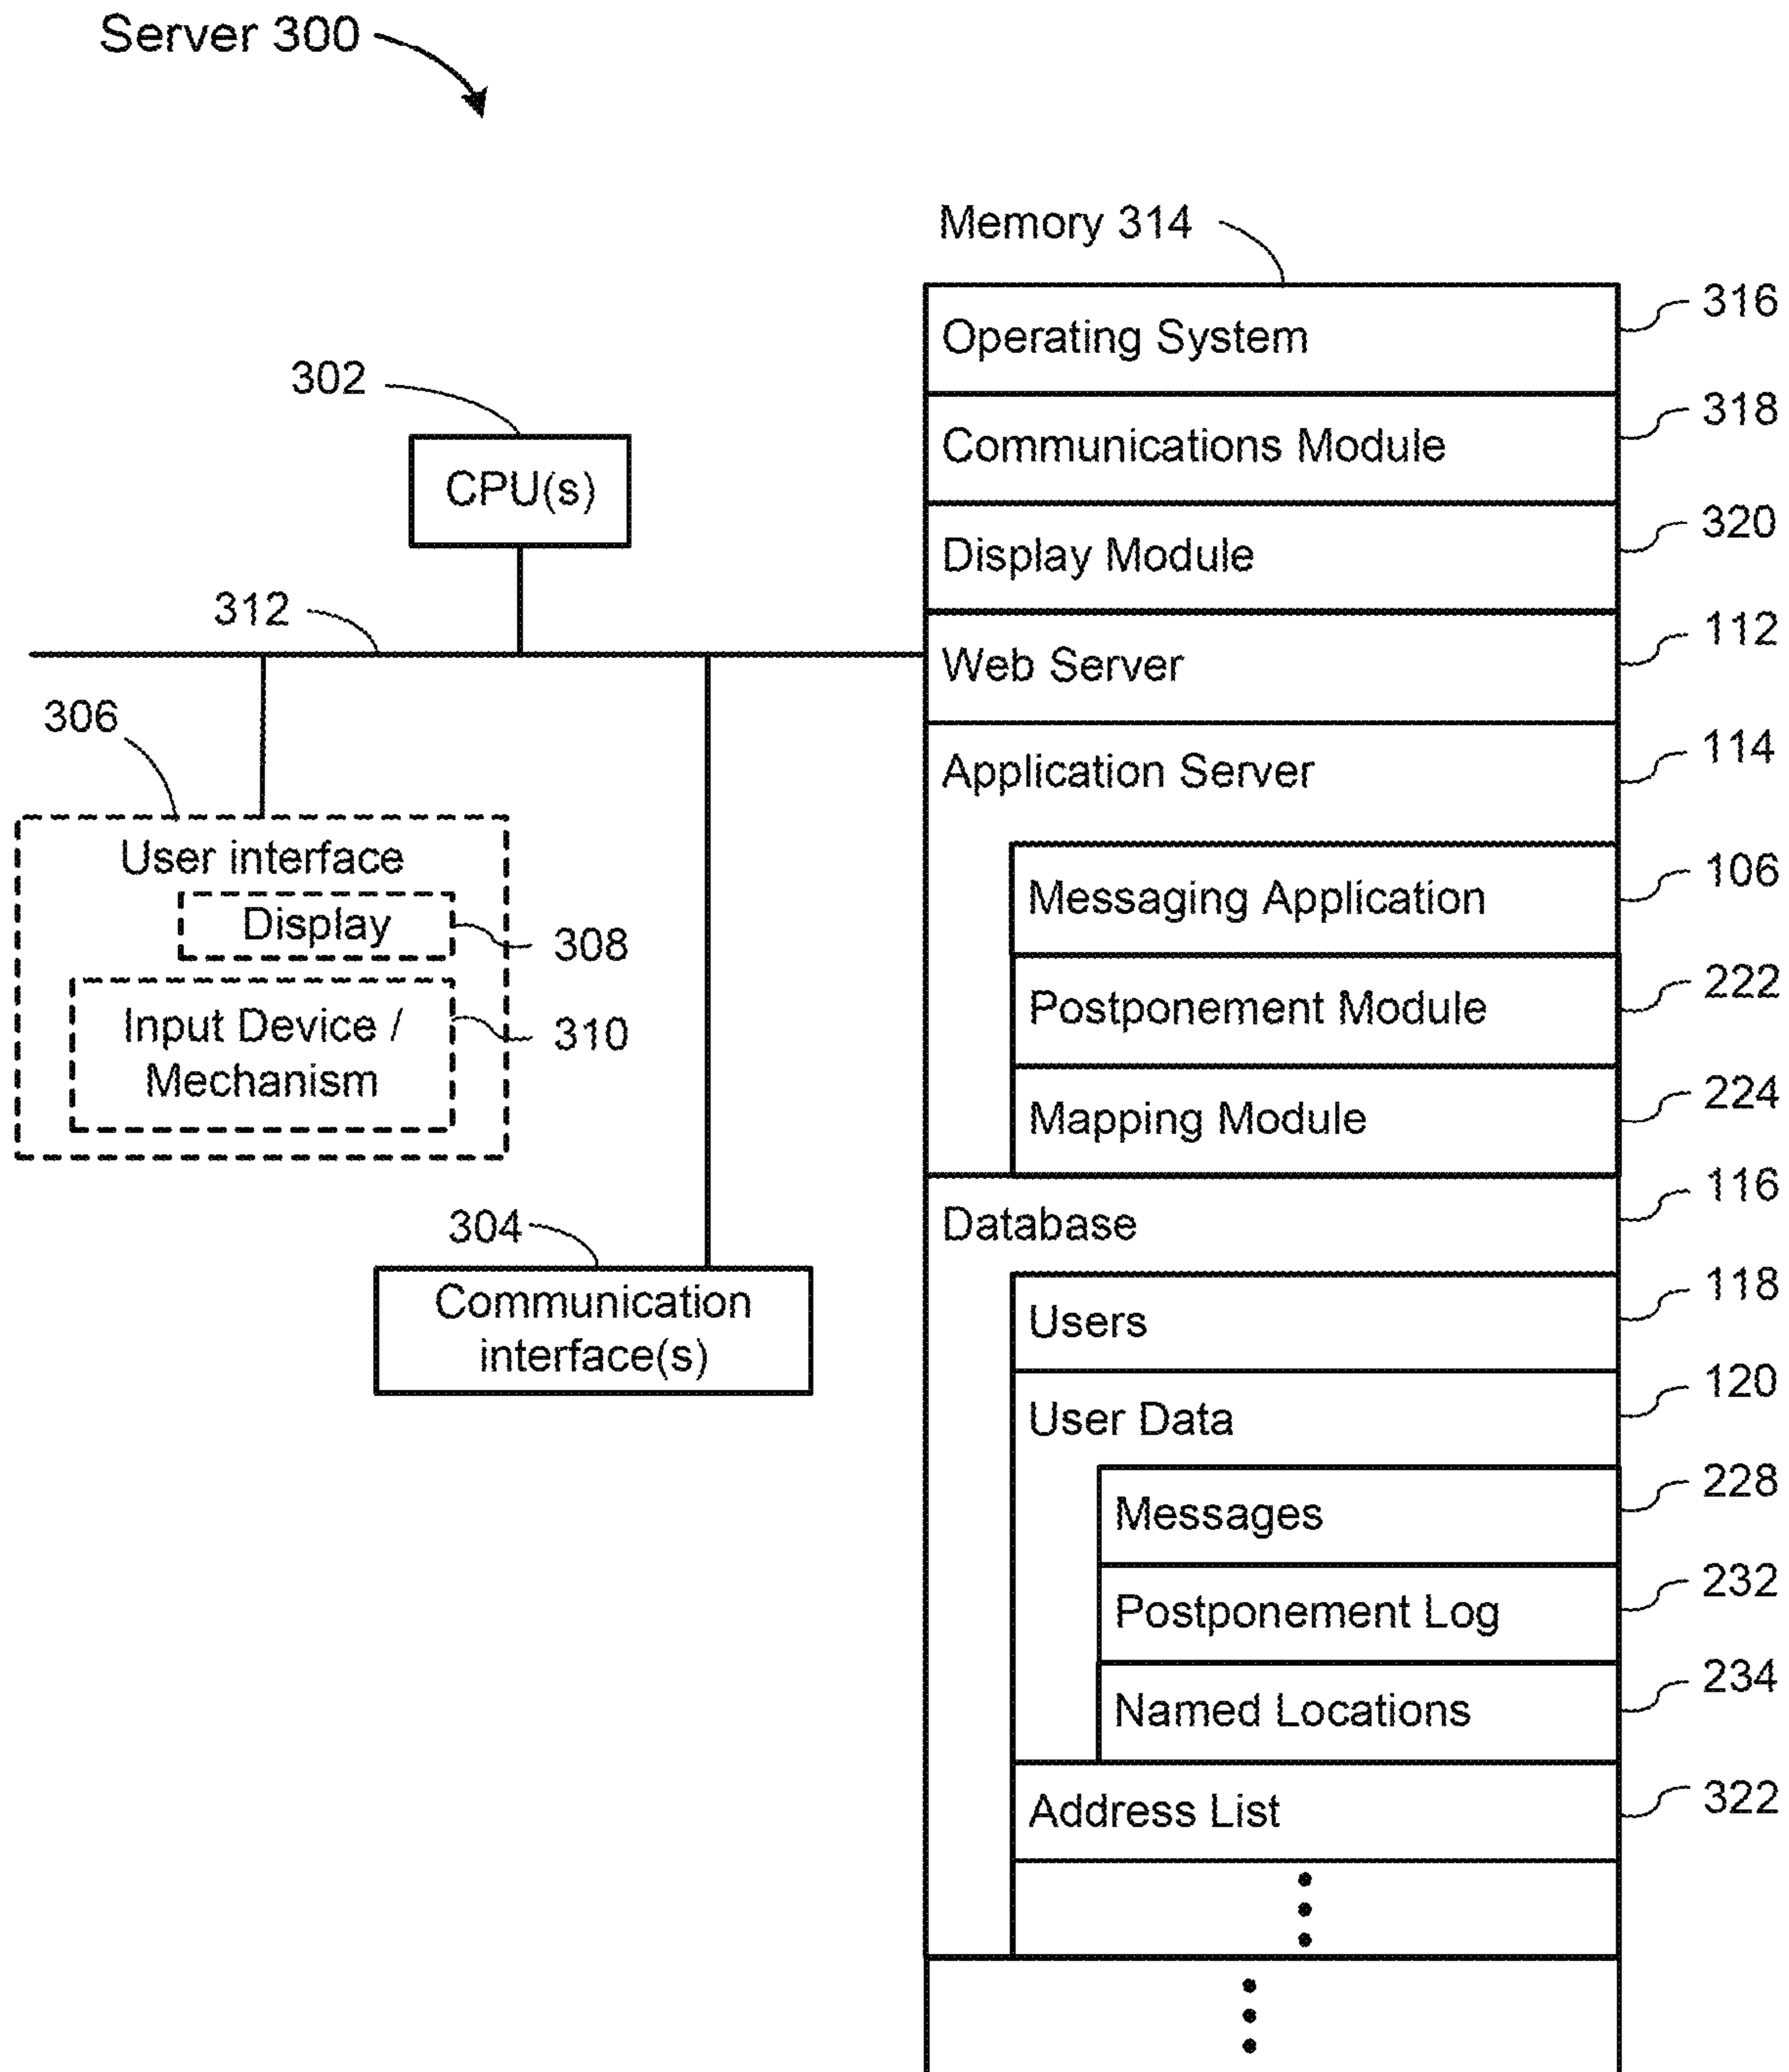 Server 300
Memory 314
Operating System
316
Communications Module
318
Display Module
320
Web Server
112
Application Server
114
Messaging Application
106
Postponement Module
222
Mapping Module
224
Database
116
Users
118
User Data
120
Messages
228
Postponement Log
232
Named Locations
234
Address List
322
302
CPU(s)
312
306
User interface
Display
308
Input Device /
Mechanism
310
304
Communication
interface(s)